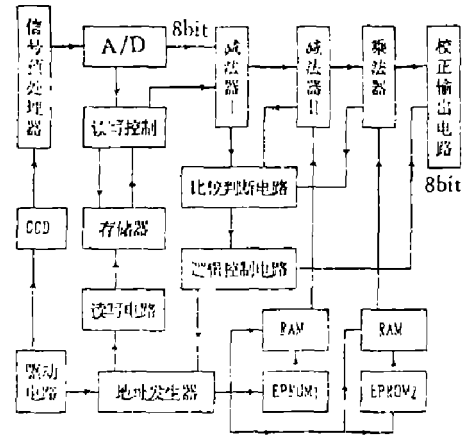 信号预处理器
A/D
8bit
减法器I
减法器II
乘法器
校正输出电路
8bit
读写控制
比较判断电路
CCD
存储器
逻辑控制电路
读写电路
RAM
RAM
驱动电路
地址发生器
EPROM1
EPROM2